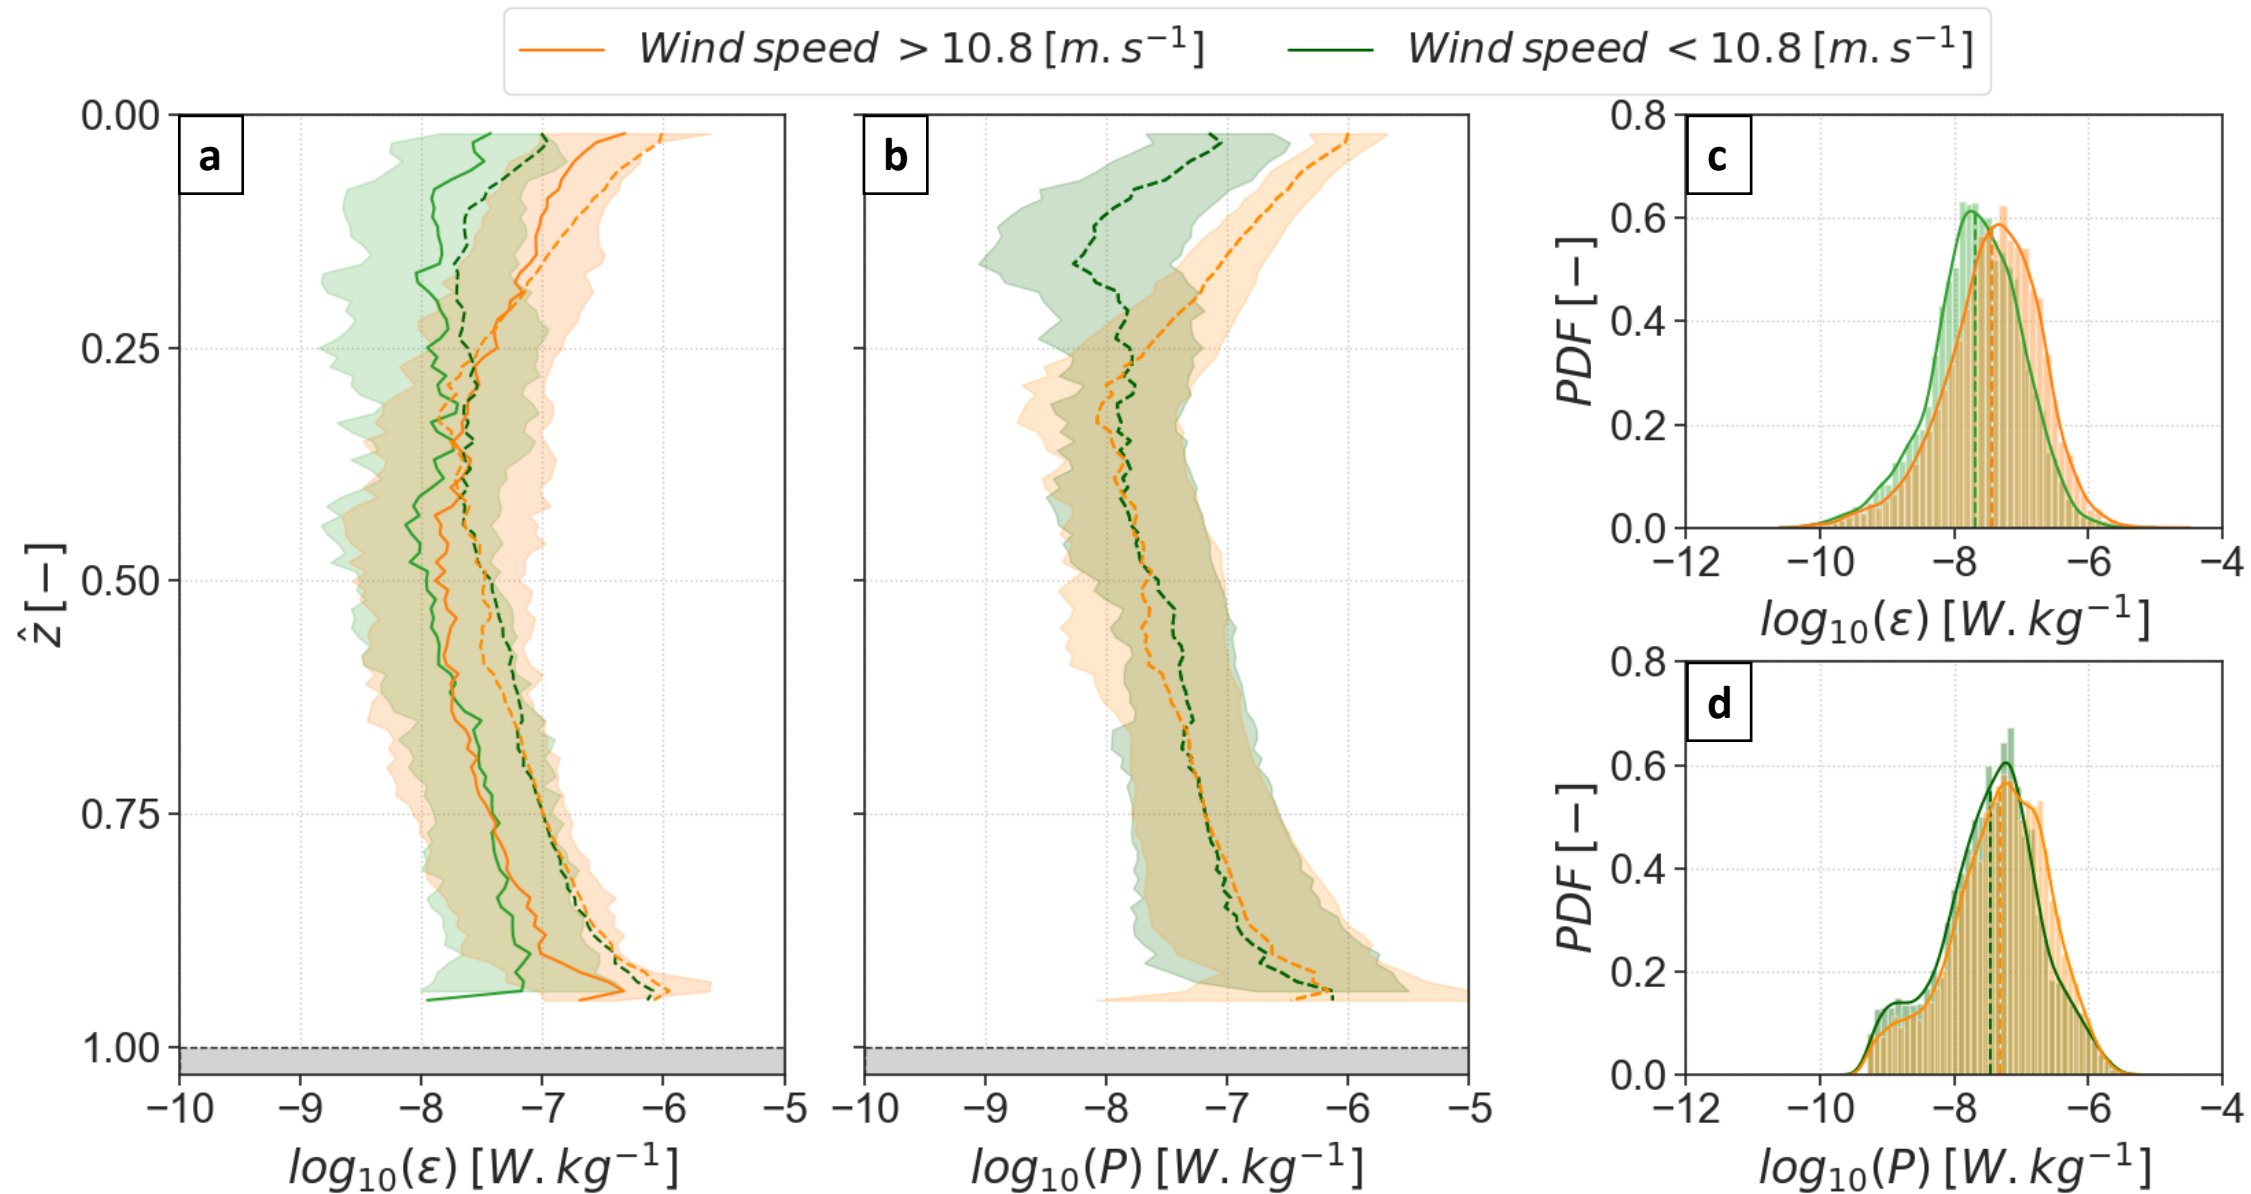 Wind speed > 10.8 [m.s⁻¹]
Wind speed < 10.8 [m.s⁻¹]
a
b
c
d
0.00
0.25
0.50
0.75
1.00
ẑ [−]
−10 −9 −8 −7 −6 −5
log₁₀(ε) [W.kg⁻¹]
−10 −9 −8 −7 −6 −5
log₁₀(P) [W.kg⁻¹]
0.8
0.6
0.4
0.2
0.0
PDF [−]
−12 −10 −8 −6 −4
log₁₀(ε) [W.kg⁻¹]
0.8
0.6
0.4
0.2
0.0
PDF [−]
−12 −10 −8 −6 −4
log₁₀(P) [W.kg⁻¹]